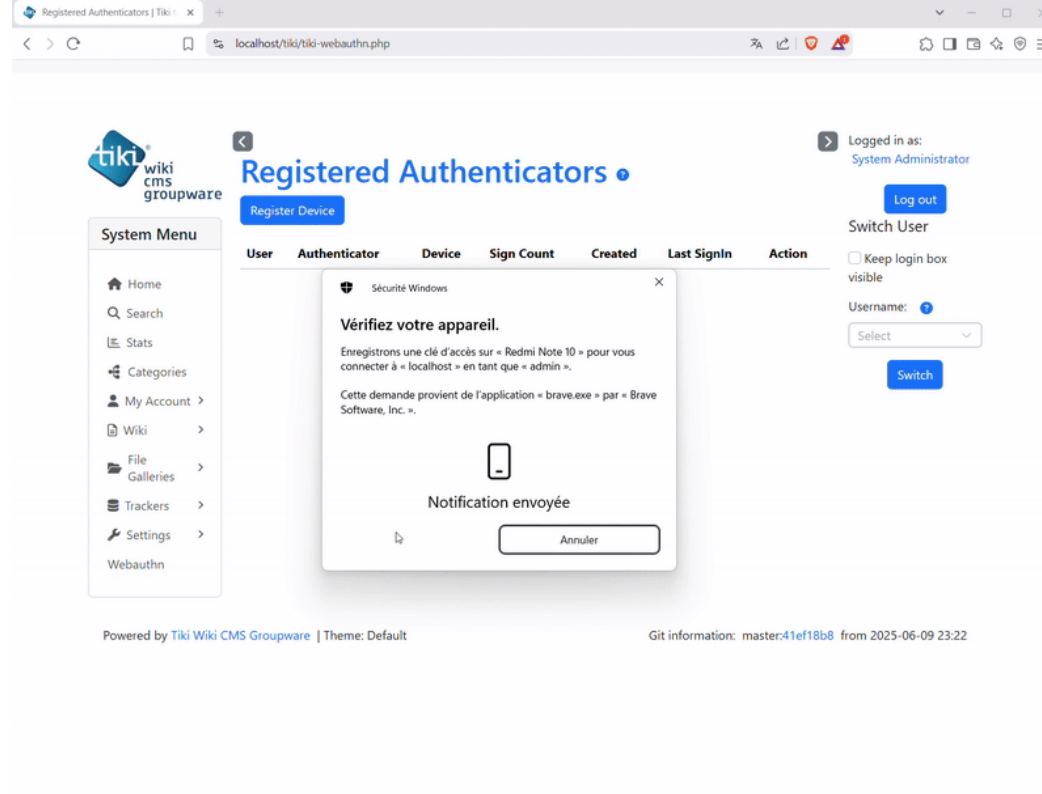 Registered Authenticators | Tiki t
localhost/tiki/tiki-webauthn.php
tiki
wiki
cms
groupware
System Menu
Home
Search
Stats
Categories
My Account
Wiki
File
Galleries
Trackers
Settings
Webauthn
Registered Authenticators
Register Device
User Authenticator Device Sign Count Created Last SignIn Action
Sécurité Windows
Vérifiez votre appareil.
Enregistrons une clé d'accès sur « Redmi Note 10 » pour vous
connecter à « localhost » en tant que « admin ».
Cette demande provient de l'application « brave.exe » par « Brave
Software, Inc. ».
Notification envoyée
Annuler
Logged in as:
System Administrator
Log out
Switch User
Keep login box
visible
Username:
Select
Switch
Powered by Tiki Wiki CMS Groupware | Theme: Default
Git information: master:41ef18b8 from 2025-06-09 23:22